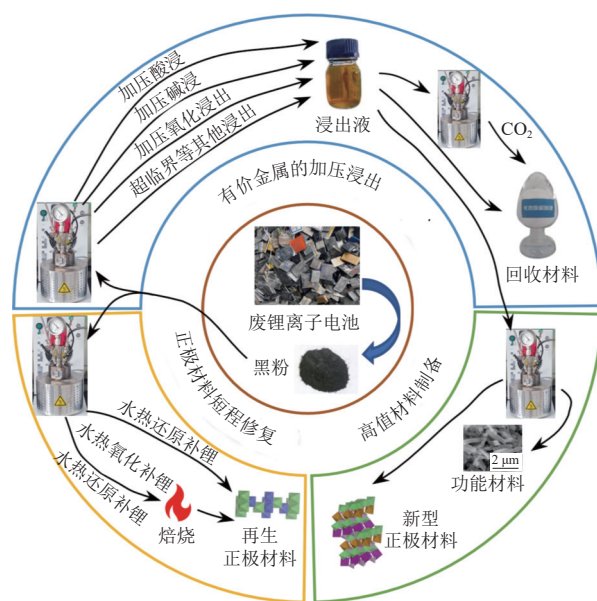 加压酸浸
加压碱浸
加压氧化浸出
超临界等其他浸出
浸出液
CO₂
回收材料
有价金属的加压浸出
废锂离子电池
黑粉
正极材料短程修复
高值材料制备
水热还原补锂
水热氧化补锂
水热还原补锂
焙烧
再生
正极材料
2 μm
功能材料
新型
正极材料